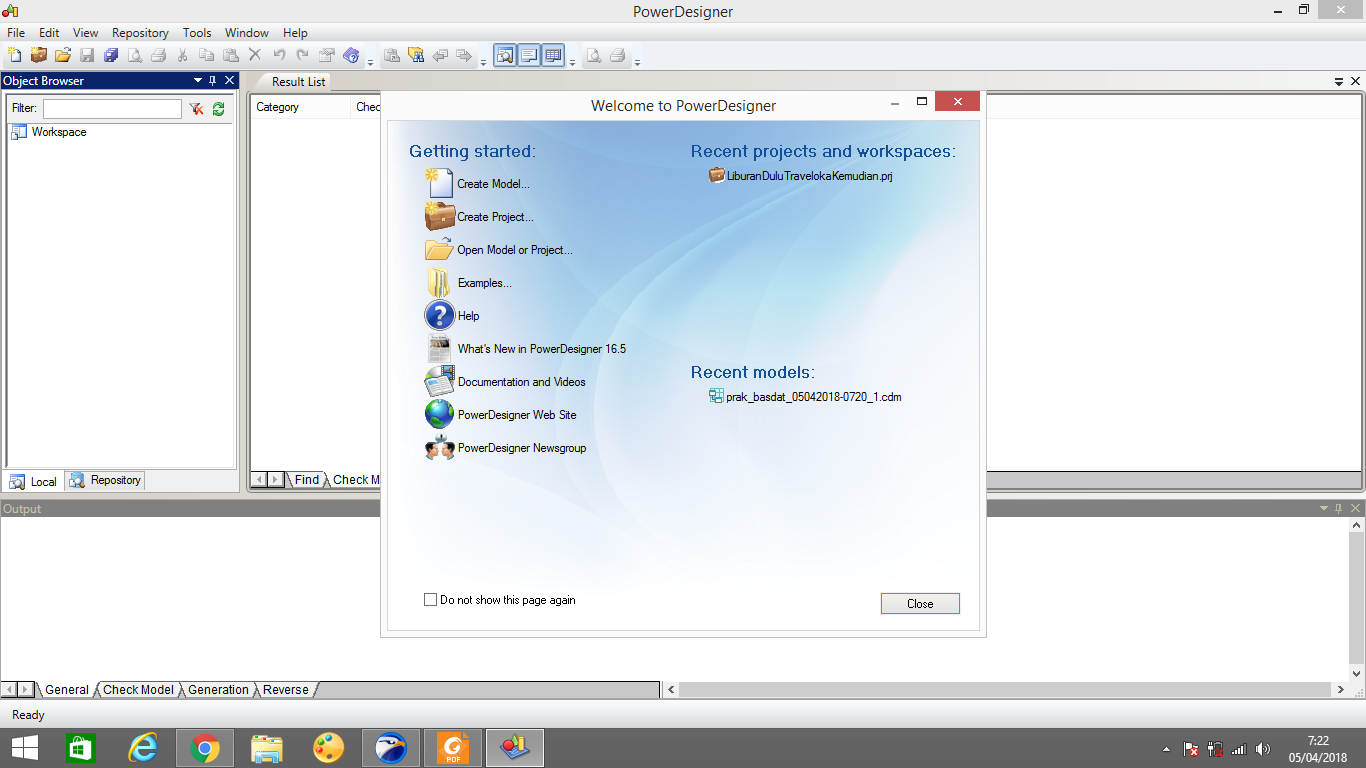 PowerDesigner
File Edit View Repository Tools Window Help
Object Browser
Result List
Filter:
Category
Chec
Workspace
Welcome to PowerDesigner
Getting started:
Recent projects and workspaces:
Create Model...
LiburanDuluTravelokaKemudian.prj
Create Project...
Open Model or Project...
Examples...
Help
What's New in PowerDesigner 16.5
Recent models:
Documentation and Videos
prak_basdat_05042018-0720_1.cdm
PowerDesigner Web Site
PowerDesigner Newsgroup
Local Repository
Find Check M
Output
Do not show this page again
Close
General Check Model Generation Reverse
Ready
PDF
7:22
05/04/2018